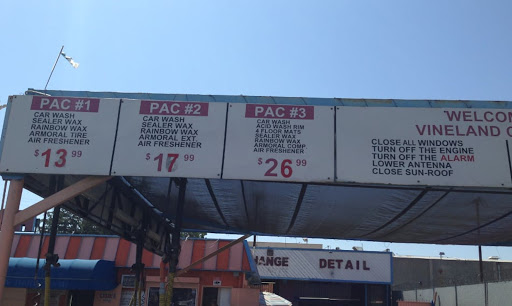 PAC #1
CAR WASH
SEALER WAX
RAINBOW WAX
ARMORAL TIRE
AIR FRESHENER
$13 99
PAC #2
CAR WASH
SEALER WAX
RAINBOW WAX
ARMORAL EXT.
AIR FRESHENER
$17 99
PAC #3
CAR WASH
ACID WASH RIM
4 FLOOR MATS
SEALER WAX
RAINBOW WAX
ARMORAL COMP
AIR FRESHENER
$26 99
"WELCOM
VINELAND
CLOSE ALL WINDOWS
TURN OFF THE ENGINE
TURN OFF THE ALARM
LOWER ANTENNA
CLOSE SUN-ROOF
HANGE DETAIL